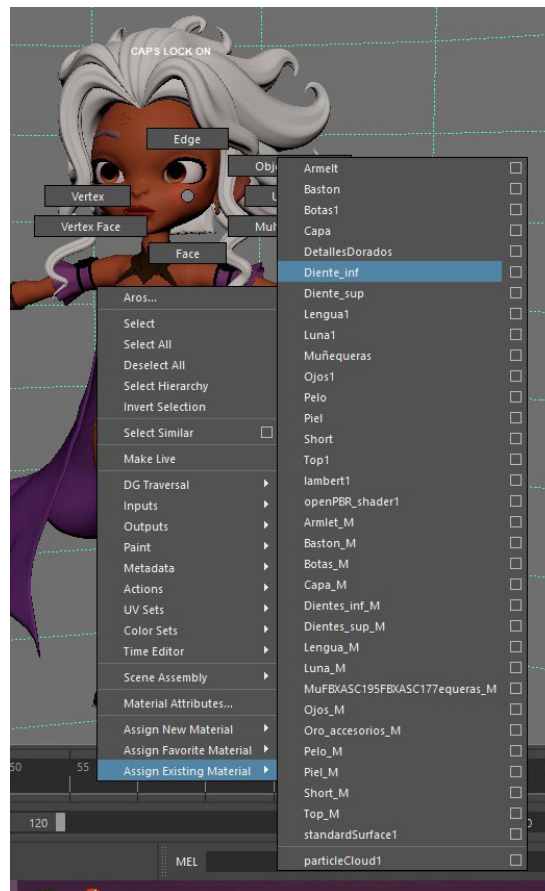 CAPS LOCK ON
Edge
Vertex
Vertex Face
Face
Aros...
Select
Select All
Deselect All
Select Hierarchy
Invert Selection
Select Similar
Make Live
DG Traversal
Inputs
Outputs
Paint
Metadata
Actions
UV Sets
Color Sets
Time Editor
Scene Assembly
Material Attributes...
Assign New Material
Assign Favorite Material
Assign Existing Material
Armelt
Baston
Botas1
Capa
DetallesDorados
Diente_inf
Diente_sup
Lengua1
Luna1
Muñequeras
Ojos1
Pelo
Piel
Short
Top1
lambert1
openPBR_shader1
Armlet_M
Baston_M
Botas_M
Capa_M
Dientes_inf_M
Dientes_sup_M
Lengua_M
Luna_M
MuFBXASC195FBXASC177equeras_M
Ojos_M
Oro_accesorios_M
Pelo_M
Piel_M
Short_M
Top_M
standardSurface1
particleCloud1
50
55
120
MEL